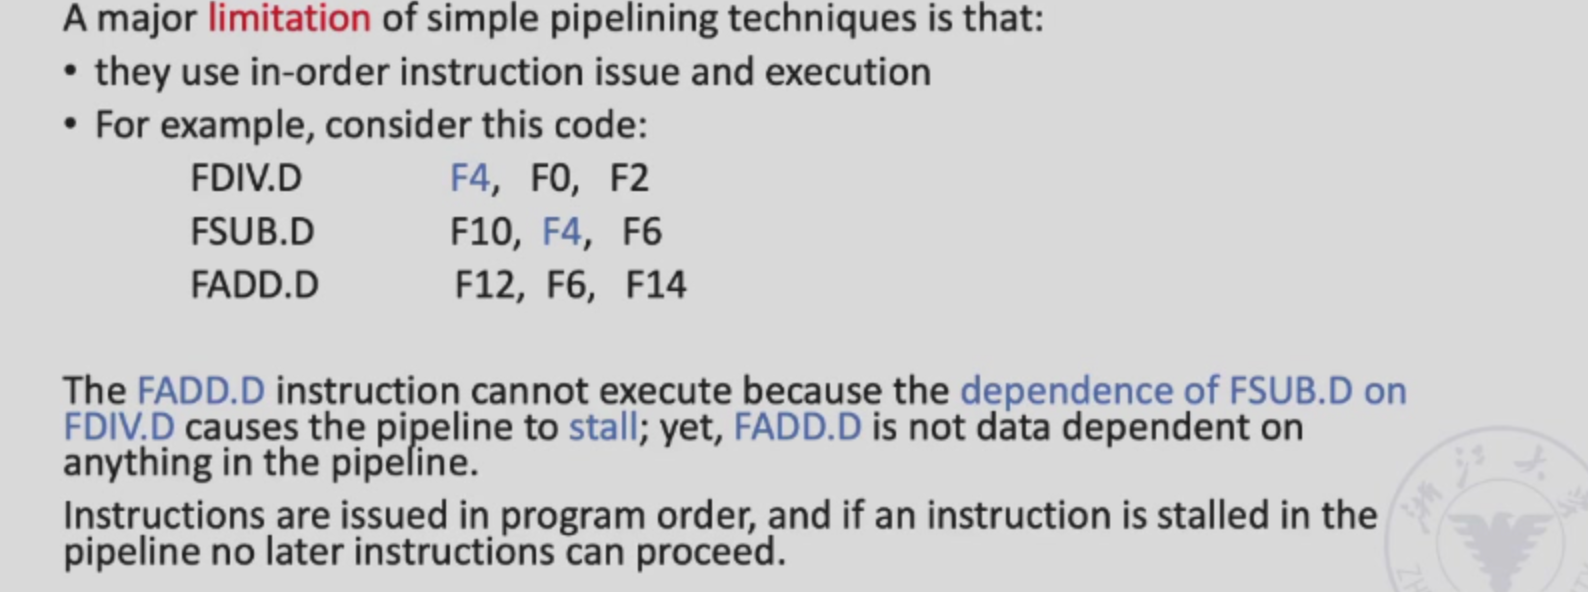 A major limitation of simple pipelining techniques is that:
• they use in-order instruction issue and execution
• For example, consider this code:
FDIV.D F4, F0, F2
FSUB.D F10, F4, F6
FADD.D F12, F6, F14
The FADD.D instruction cannot execute because the dependence of FSUB.D on
FDIV.D causes the pipeline to stall; yet, FADD.D is not data dependent on
anything in the pipeline.
Instructions are issued in program order, and if an instruction is stalled in the
pipeline no later instructions can proceed.